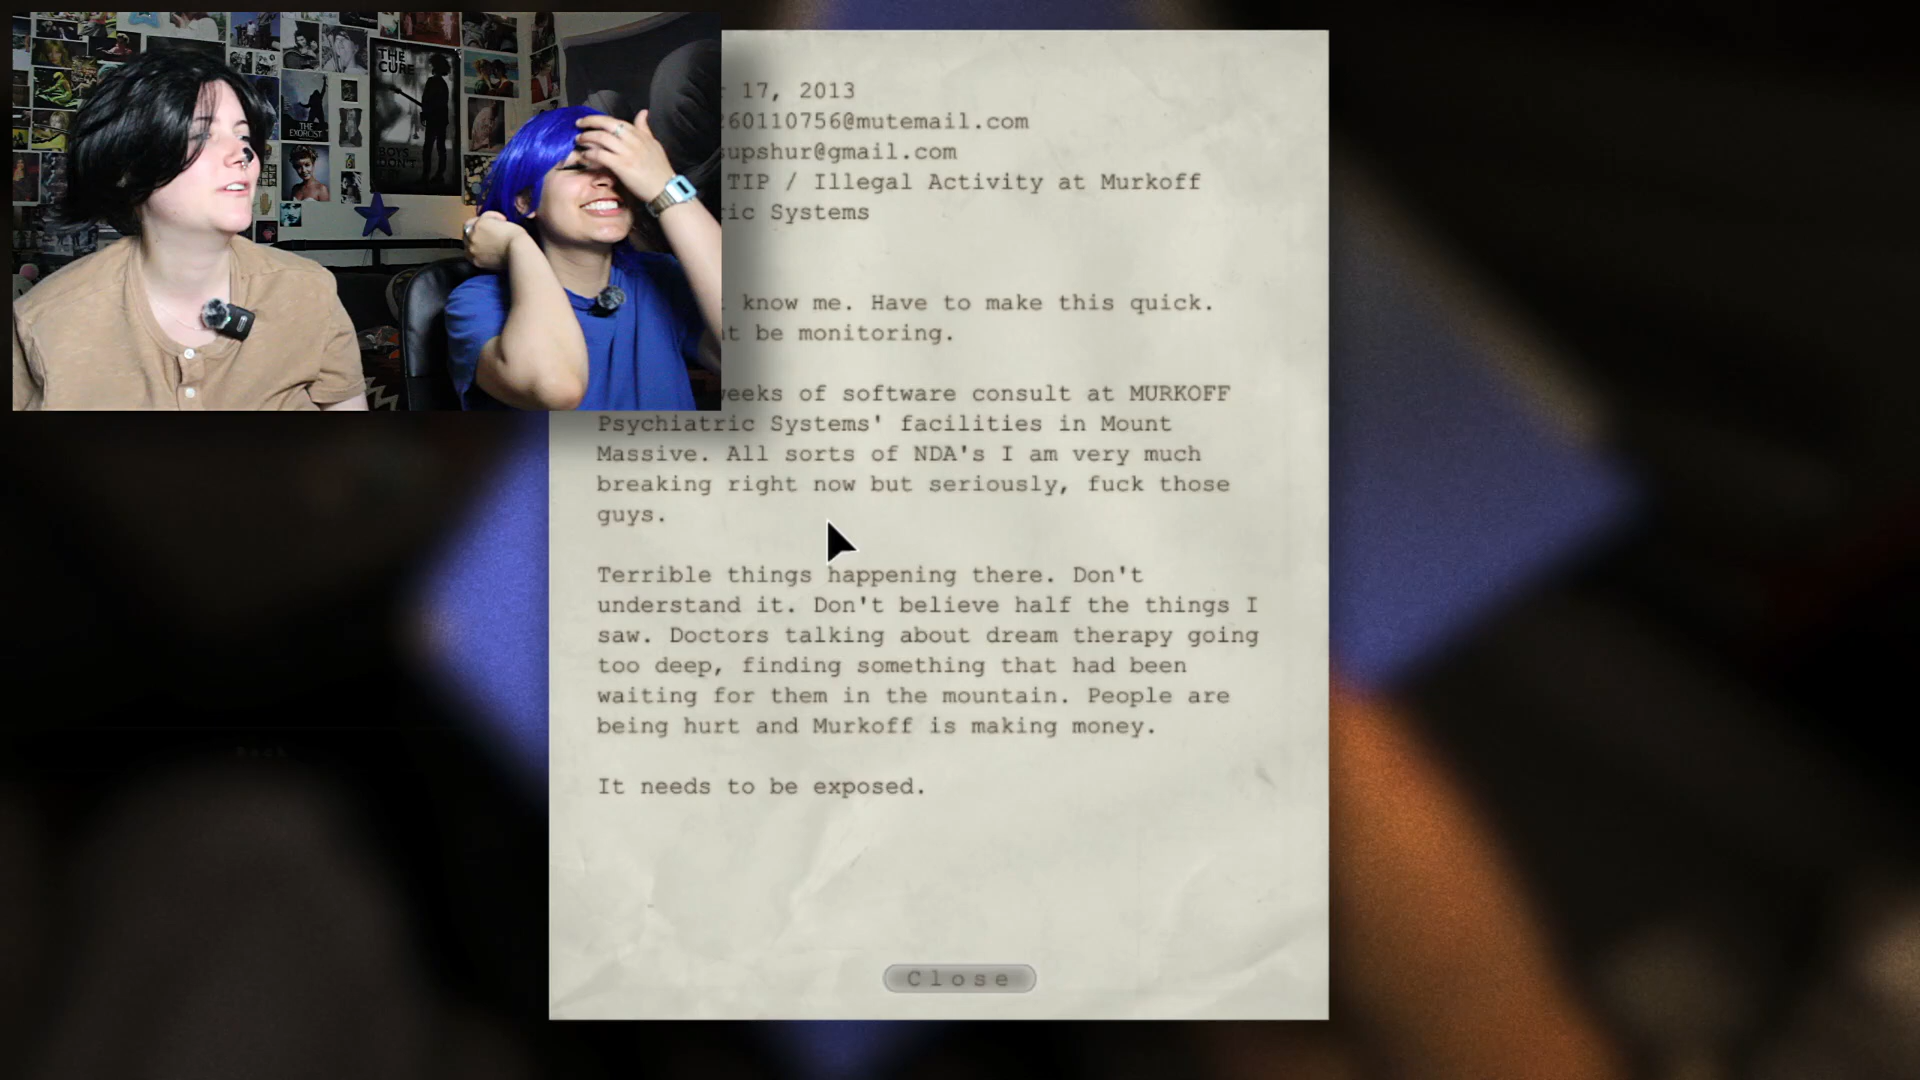 THE
CURE
THE
EXORCIST
BOYS
DON'T
17, 2013
260110756@mutemail.com
supshur@gmail.com
TIP / Illegal Activity at Murkoff
ric Systems
know me. Have to make this quick.
be monitoring.
weeks of software consult at MURKOFF
Psychiatric Systems' facilities in Mount
Massive. All sorts of NDA's I am very much
breaking right now but seriously, fuck those
guys.
Terrible things happening there. Don't
understand it. Don't believe half the things I
saw. Doctors talking about dream therapy going
too deep, finding something that had been
waiting for them in the mountain. People are
being hurt and Murkoff is making money.
It needs to be exposed.
Close